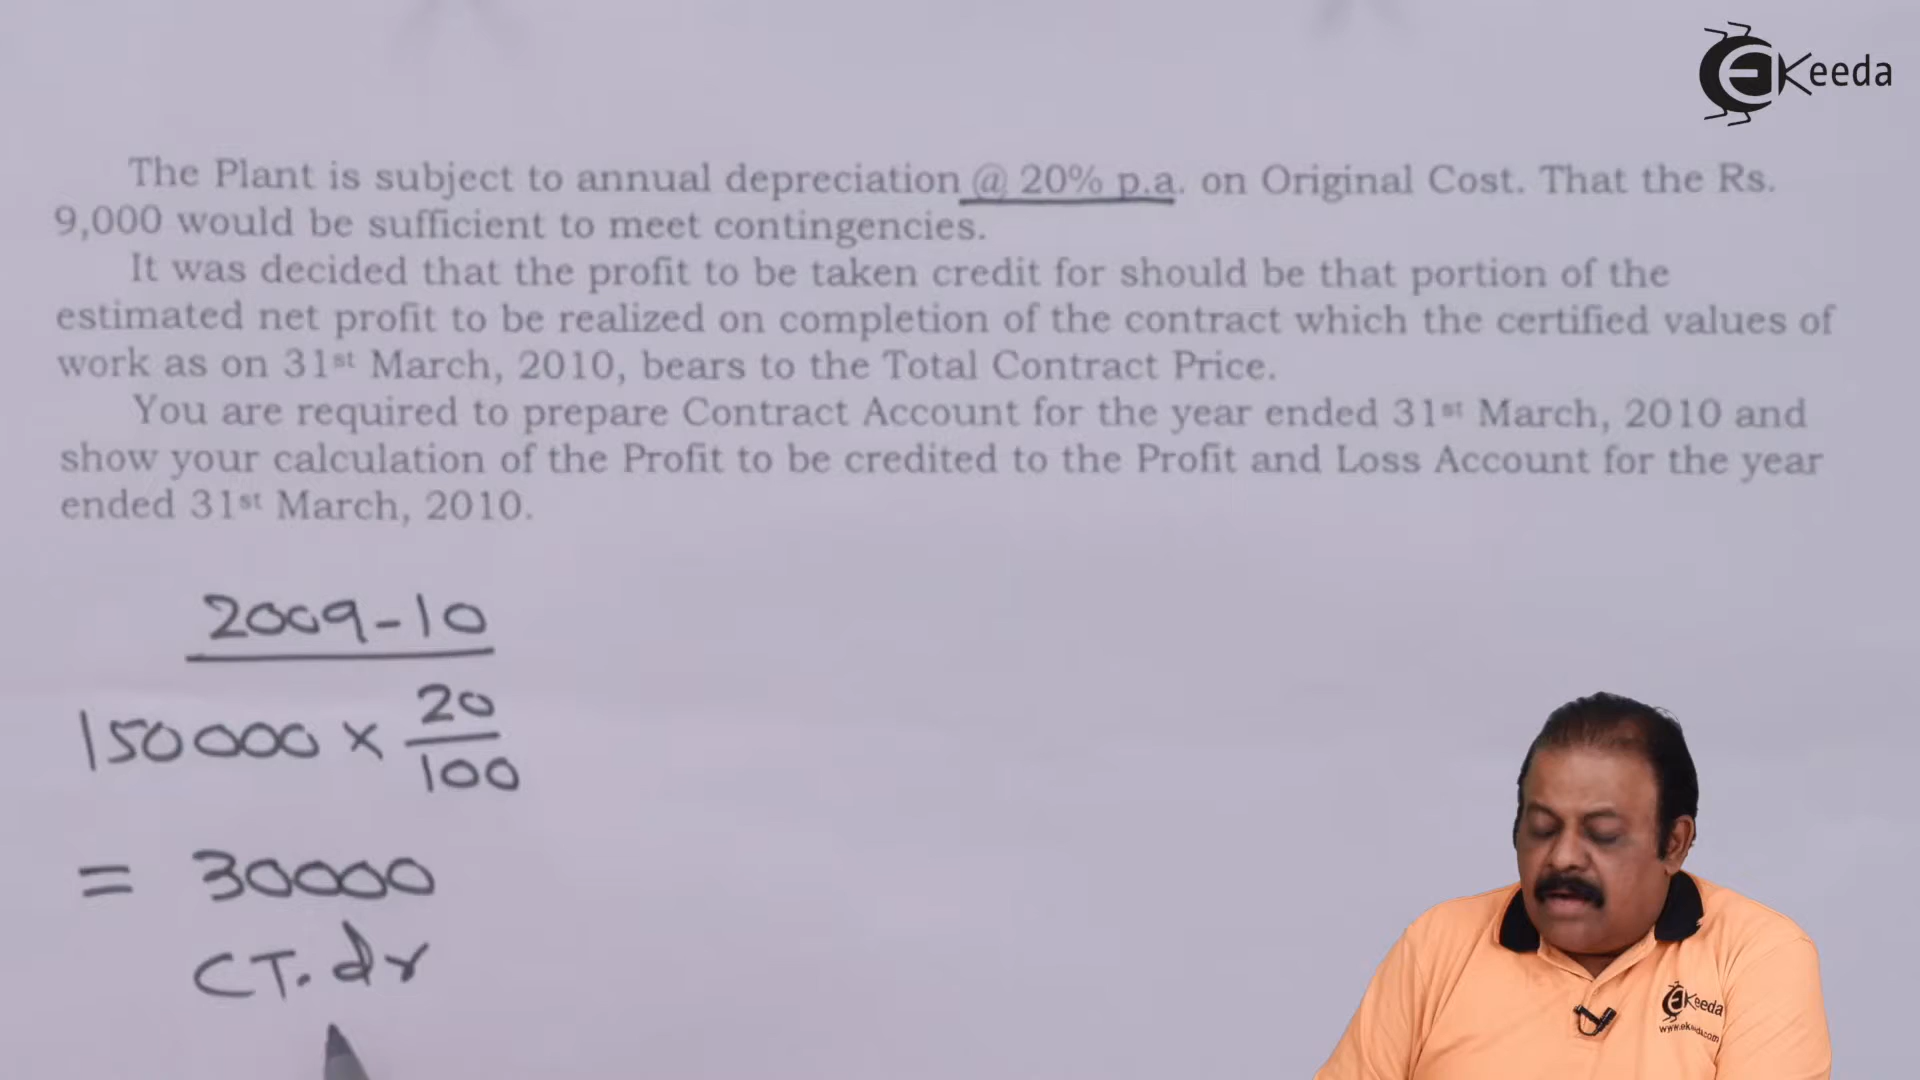 EKeeda
The Plant is subject to annual depreciation @ 20% p.a. on Original Cost. That the Rs.
9,000 would be sufficient to meet contingencies.
It was decided that the profit to be taken credit for should be that portion of the
estimated net profit to be realized on completion of the contract which the certified values of
work as on 31st March, 2010, bears to the Total Contract Price.
You are required to prepare Contract Account for the year ended 31st March, 2010 and
show your calculation of the Profit to be credited to the Profit and Loss Account for the year
ended 31st March, 2010.
2009-10
150000 × 20/100
= 30000
CT. dr
EKeeda
www.ekeeda.com